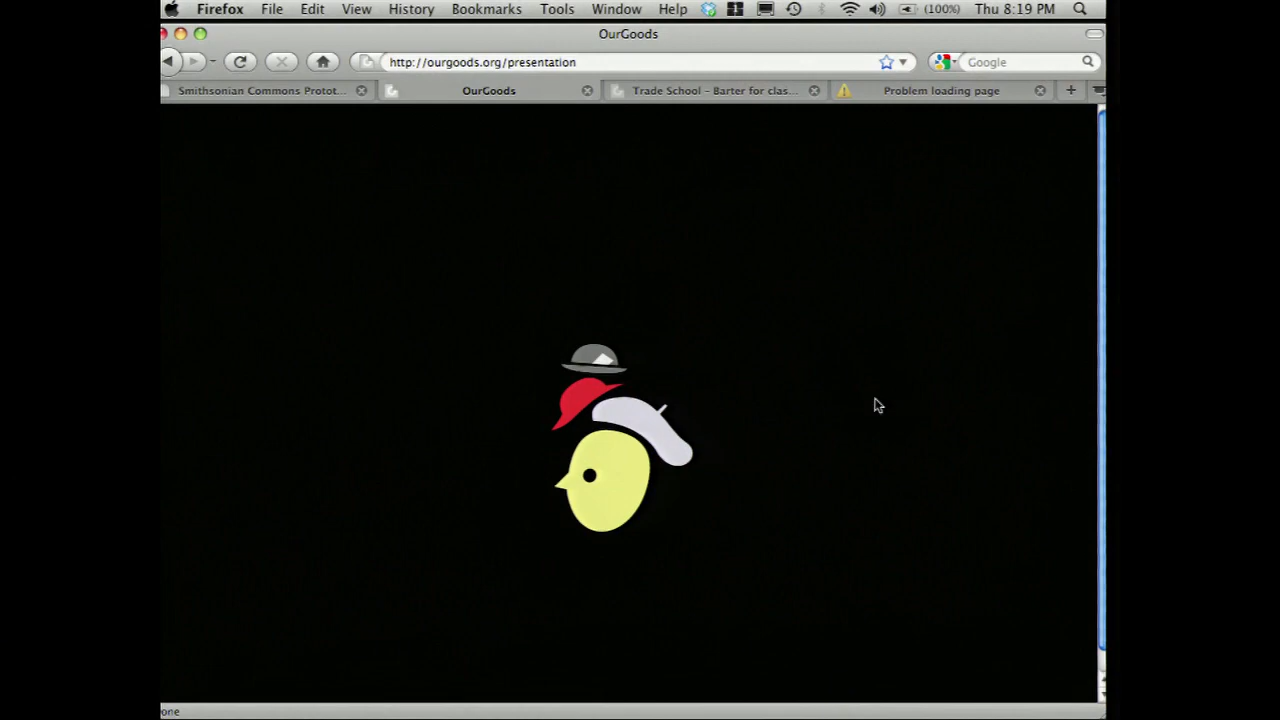 Firefox File Edit View History Bookmarks Tools Window Help (100%) Thu 8:19 PM
OurGoods
http://ourgoods.org/presentation Google
Smithsonian Commons Protot... OurGoods Trade School – Barter for clas... Problem loading page
one